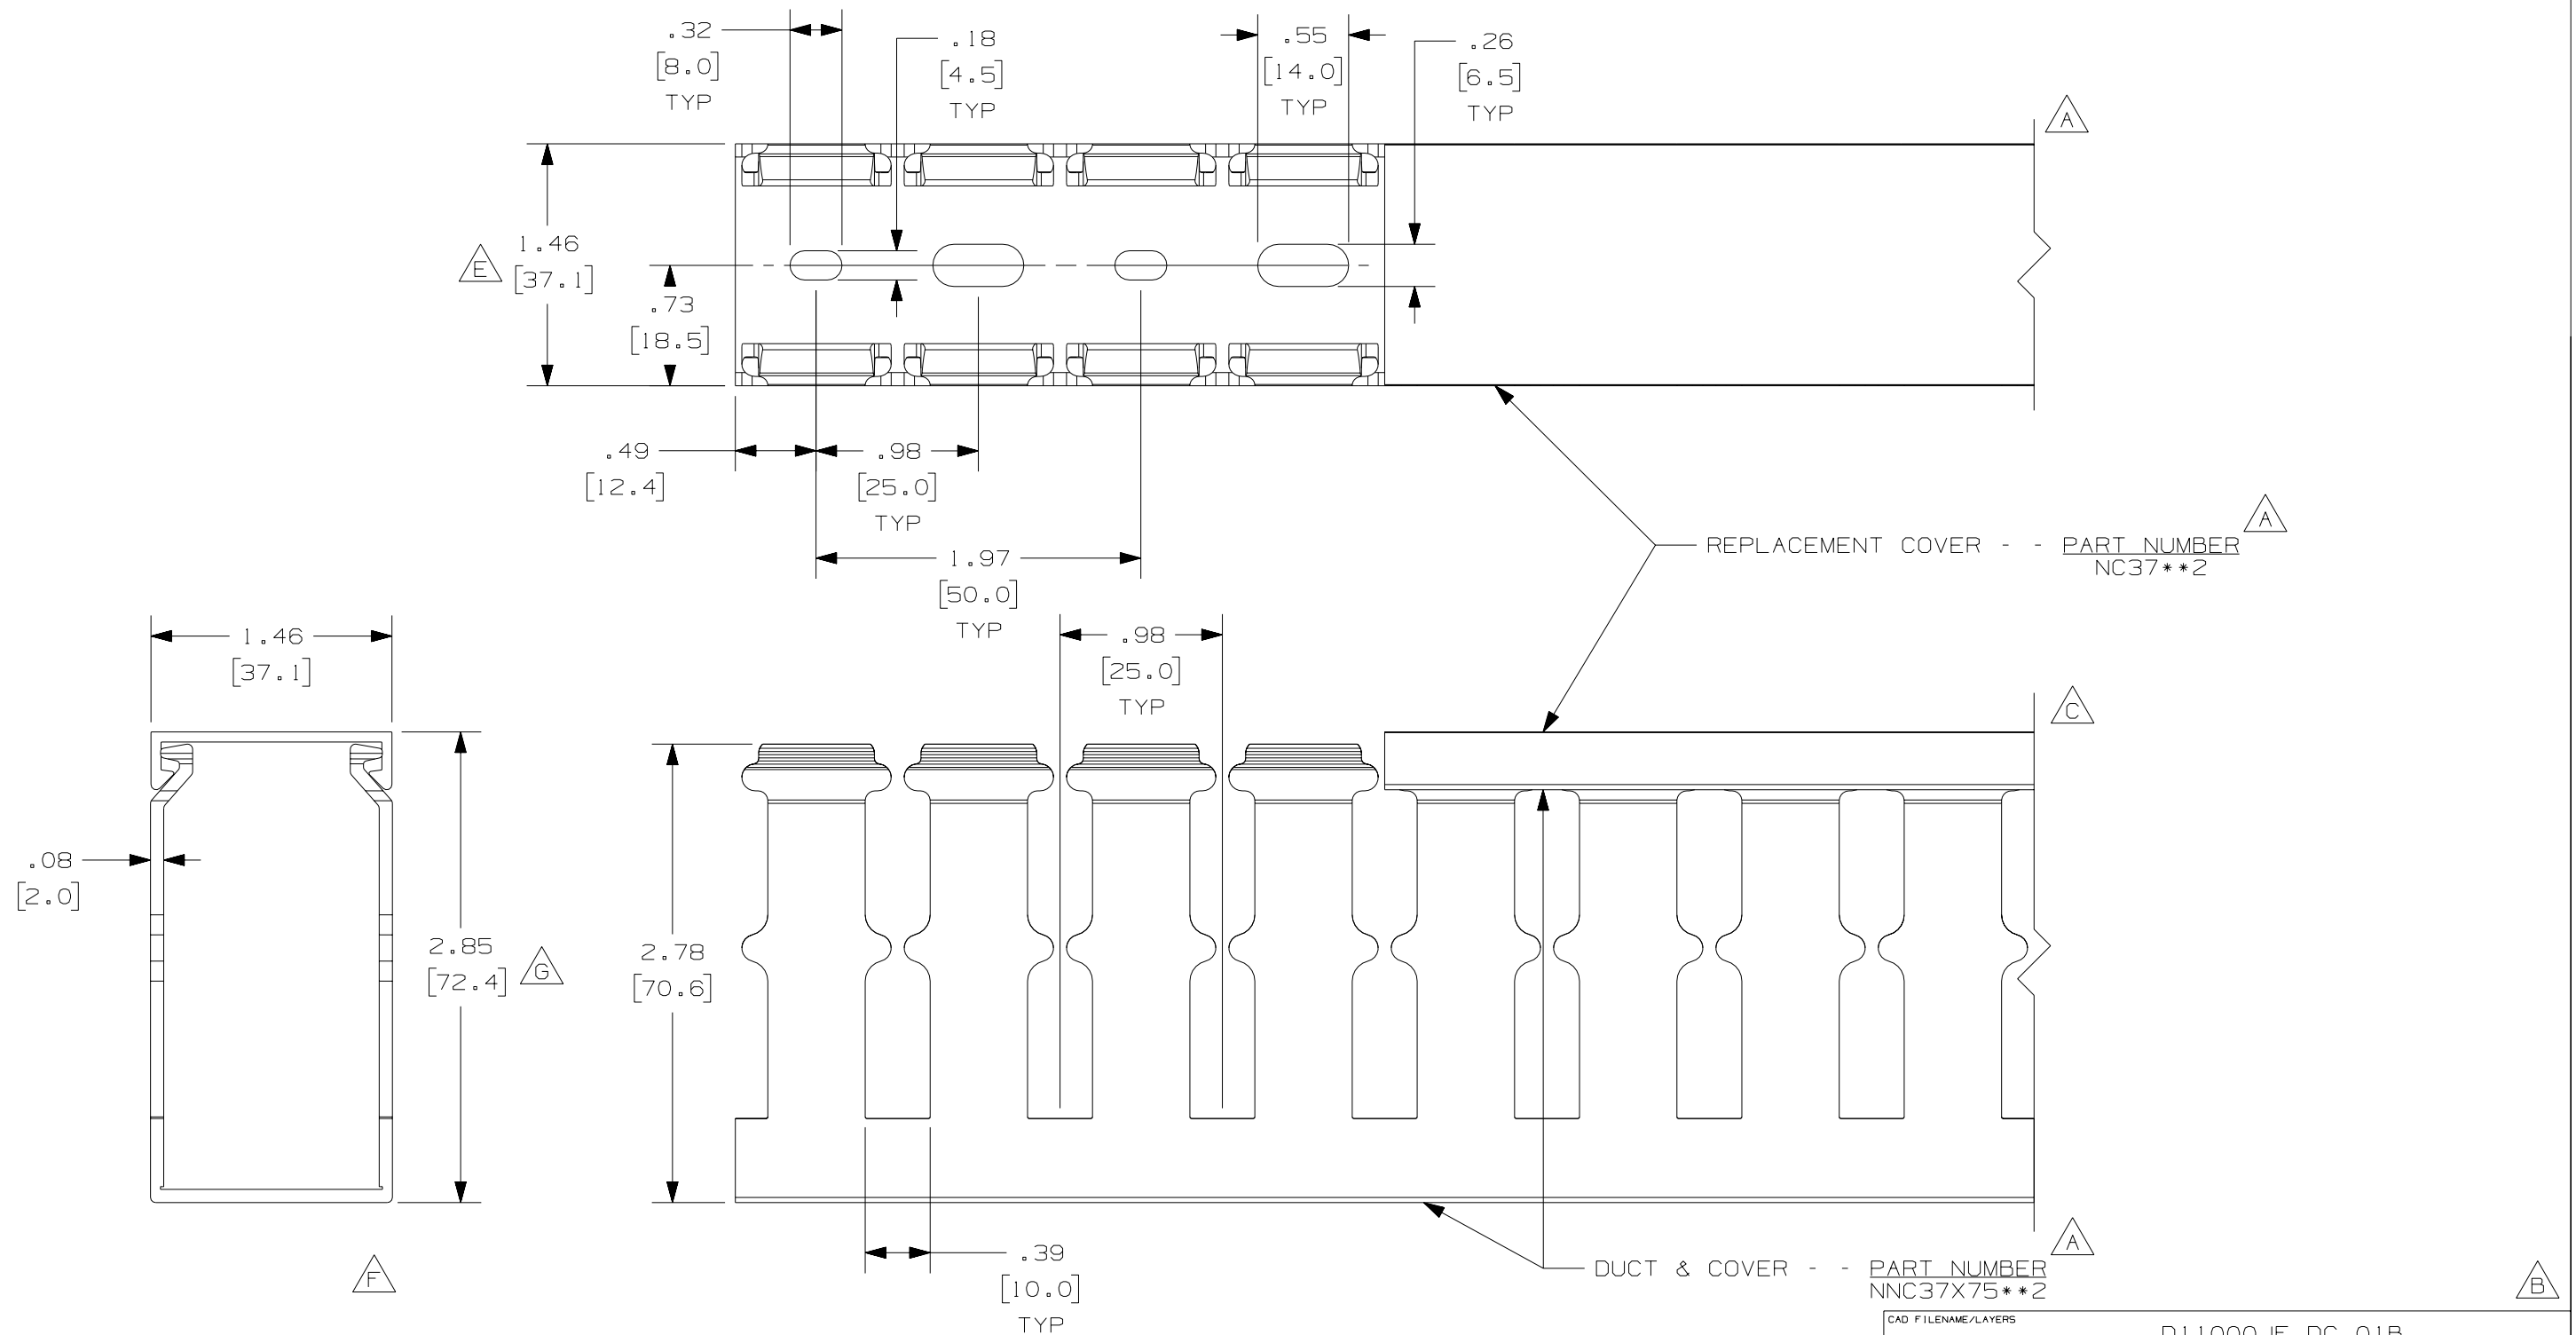 .32
[8.0]
TYP
.18
[4.5]
TYP
.55
[14.0]
TYP
.26
[6.5]
TYP
A
E
1.46
[37.1]
.73
[18.5]
.49
[12.4]
.98
[25.0]
TYP
1.97
[50.0]
TYP
REPLACEMENT COVER - - PART NUMBER
NC37**2
A
1.46
[37.1]
.98
[25.0]
TYP
C
.08
[2.0]
2.85
[72.4]
G
2.78
[70.6]
F
.39
[10.0]
TYP
DUCT & COVER - - PART NUMBER
NNC37X75**2
A
B
CAD FILENAME/LAYERS